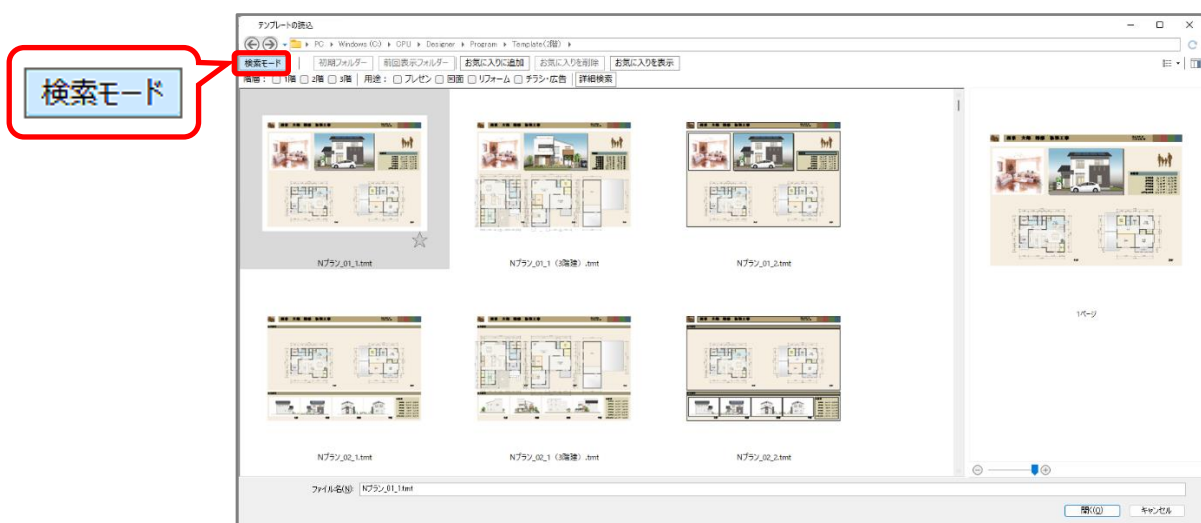 テンプレートの読込
PC Windows (C:) CPU Designer Program Template(2階)
検索モード 初期フォルダー 前回表示フォルダー お気に入りに追加 お気に入りを削除 お気に入りを表示
検索モード
階層: 1階 2階 3階 用途: プレゼン 図面 リフォーム チラシ・広告 詳細検索
Nプラン_01_1.tmt Nプラン_01_1（3階建）.tmt Nプラン_01_2.tmt
1ページ
Nプラン_02_1.tmt Nプラン_02_1（3階建）.tmt Nプラン_02_2.tmt
ファイル名(N): Nプラン_01_1.tmt
開く(O) キャンセル